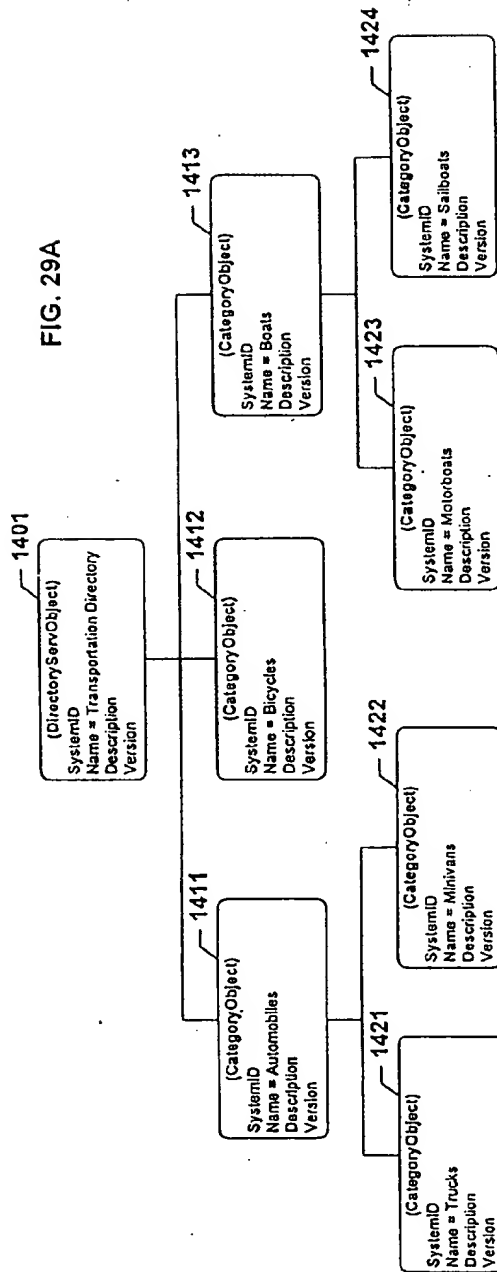 FIG. 29A
1401
(DirectoryServObject)
SystemID
Name = Transportation Directory
Description
Version
1411
(CategoryObject)
SystemID
Name = Automobiles
Description
Version
1412
(CategoryObject)
SystemID
Name = Bicycles
Description
Version
1413
(CategoryObject)
SystemID
Name = Boats
Description
Version
1421
(CategoryObject)
SystemID
Name = Trucks
Description
Version
1422
(CategoryObject)
SystemID
Name = Minivans
Description
Version
1423
(CategoryObject)
SystemID
Name = Motorboats
Description
Version
1424
(CategoryObject)
SystemID
Name = Sailboats
Description
Version